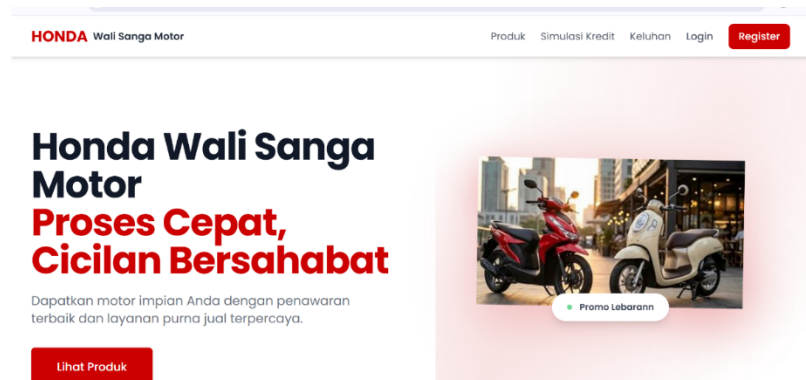 HONDA Wali Sanga Motor
Produk Simulasi Kredit Keluhan Login Register
Honda Wali Sanga
Motor
Proses Cepat,
Cicilan Bersahabat
Dapatkan motor impian Anda dengan penawaran
terbaik dan layanan purna jual terpercaya.
Promo Lebarann
Lihat Produk